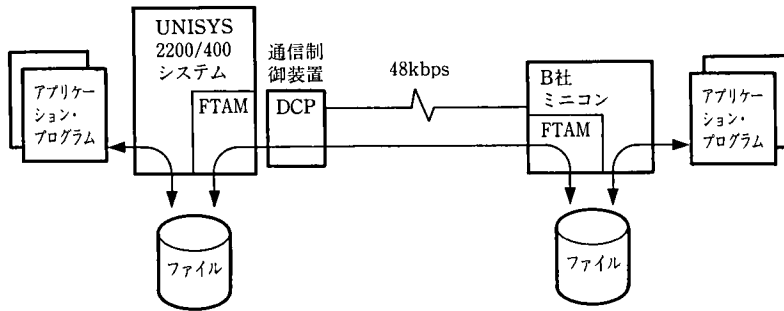 UNISYS
2200/400
システム
FTAM
通信制
御装置
DCP
48kbps
B社
ミニコン
FTAM
アプリケー
ション・
プログラム
アプリケー
ション・
プログラム
ファイル
ファイル